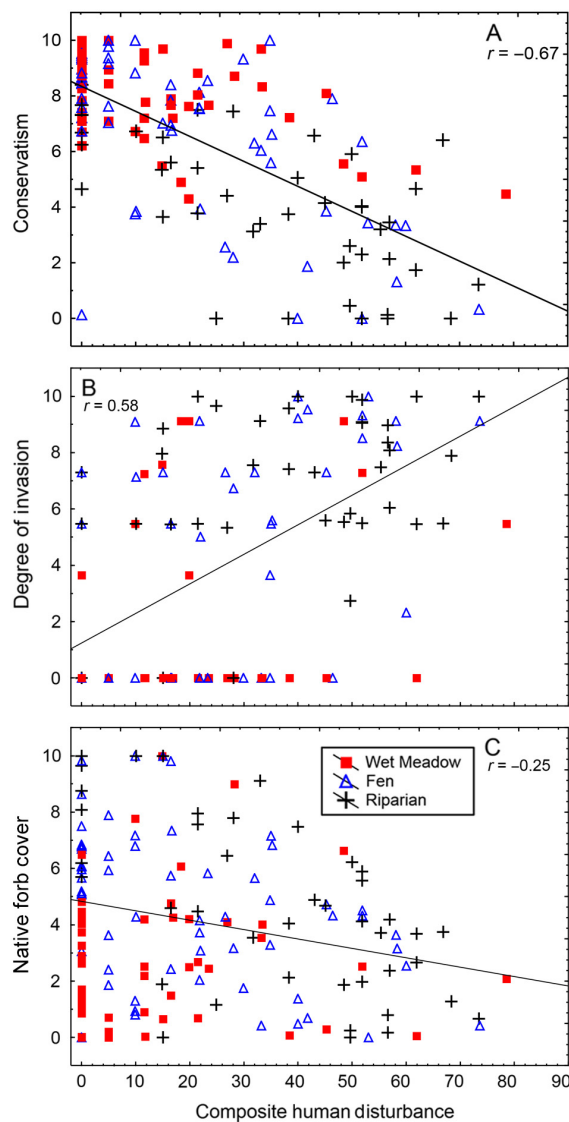 A
r = –0.67
Conservatism
10
8
6
4
2
0
B
r = 0.58
Degree of invasion
10
8
6
4
2
0
C
r = –0.25
Wet Meadow
Fen
Riparian
Native forb cover
10
8
6
4
2
0
0 10 20 30 40 50 60 70 80 90
Composite human disturbance